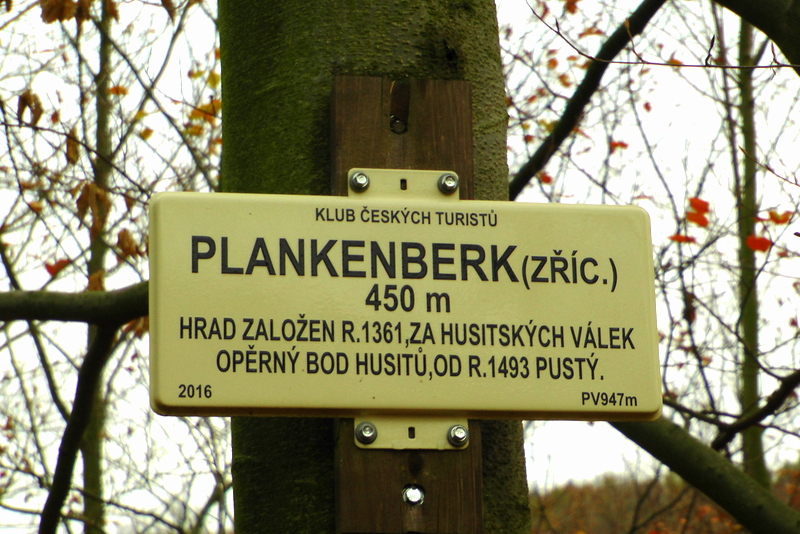 KLUB ČESKÝCH TURISTŮ
PLANKENBERK (ZŘÍC.)
450 m
HRAD ZALOŽEN R.1361,ZA HUSITSKÝCH VÁLEK
OPĚRNÝ BOD HUSITŮ,OD R.1493 PUSTÝ.
2016 PV947m